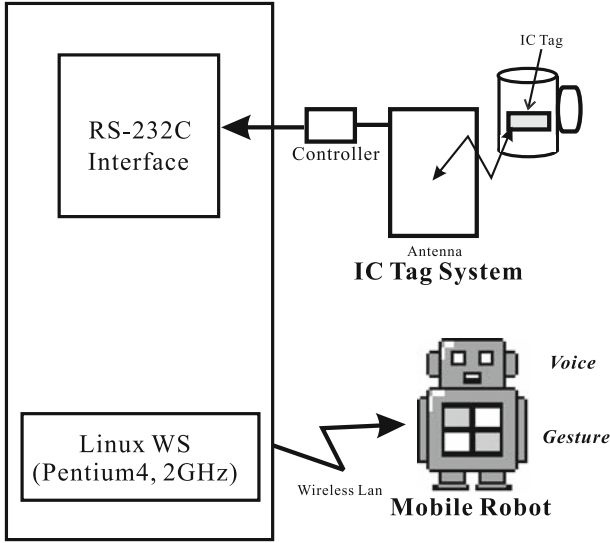 IC Tag
RS-232C
Interface
Controller
Antenna
IC Tag System
Voice
Gesture
Linux WS
(Pentium4, 2GHz)
Wireless Lan
Mobile Robot